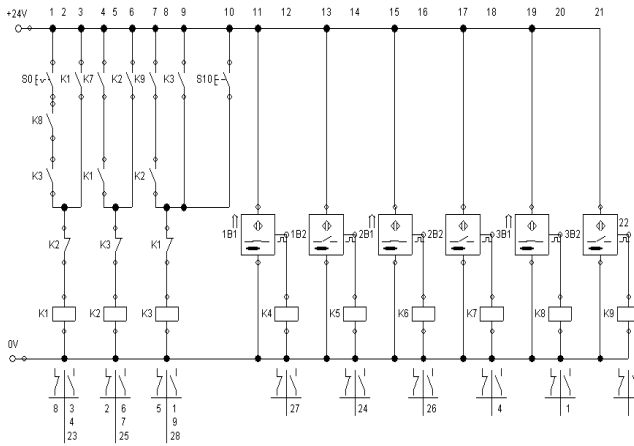 1 2 3 4 5 6 7 8 9 10 11 12 13 14 15 16 17 18 19 20 21
+24V
S0 K1 K7 K2 K9 K3 S10
K8
K3 K1 K2
22
1B1 1B2 2B1 2B2 3B1 3B2
K2 K3 K1
K1 K2 K3 K4 K5 K6 K7 K8 K9
0V
8 3 2 6 5 1 27 24 26 4 1
4 7 9
23 25 28